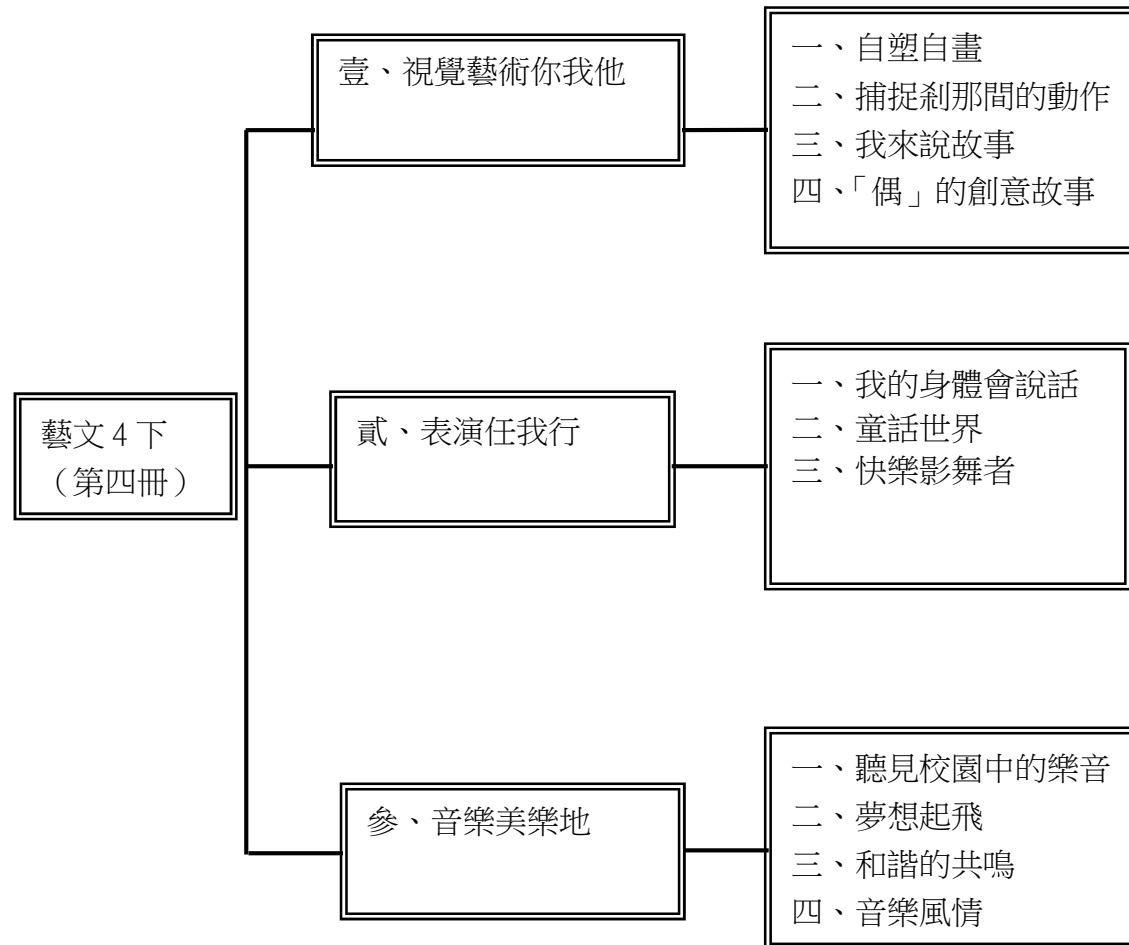 壹、視覺藝術你我他
一、自塑自畫
二、捕捉剎那間的動作
三、我來說故事
四、「偶」的創意故事
藝文4下
（第四冊）
貳、表演任我行
一、我的身體會說話
二、童話世界
三、快樂影舞者
參、音樂美樂地
一、聽見校園中的樂音
二、夢想起飛
三、和諧的共鳴
四、音樂風情